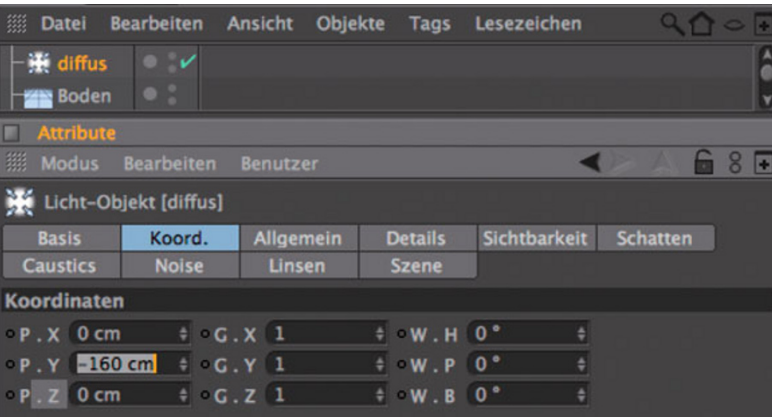 Datei Bearbeiten Ansicht Objekte Tags Lesezeichen
diffus
Boden
Attribute
Modus Bearbeiten Benutzer
Licht-Objekt [diffus]
Basis Koord. Allgemein Details Sichtbarkeit Schatten
Caustics Noise Linsen Szene
Koordinaten
P . X 0 cm G . X 1 W . H 0 °
P . Y -160 cm G . Y 1 W . P 0 °
P . Z 0 cm G . Z 1 W . B 0 °